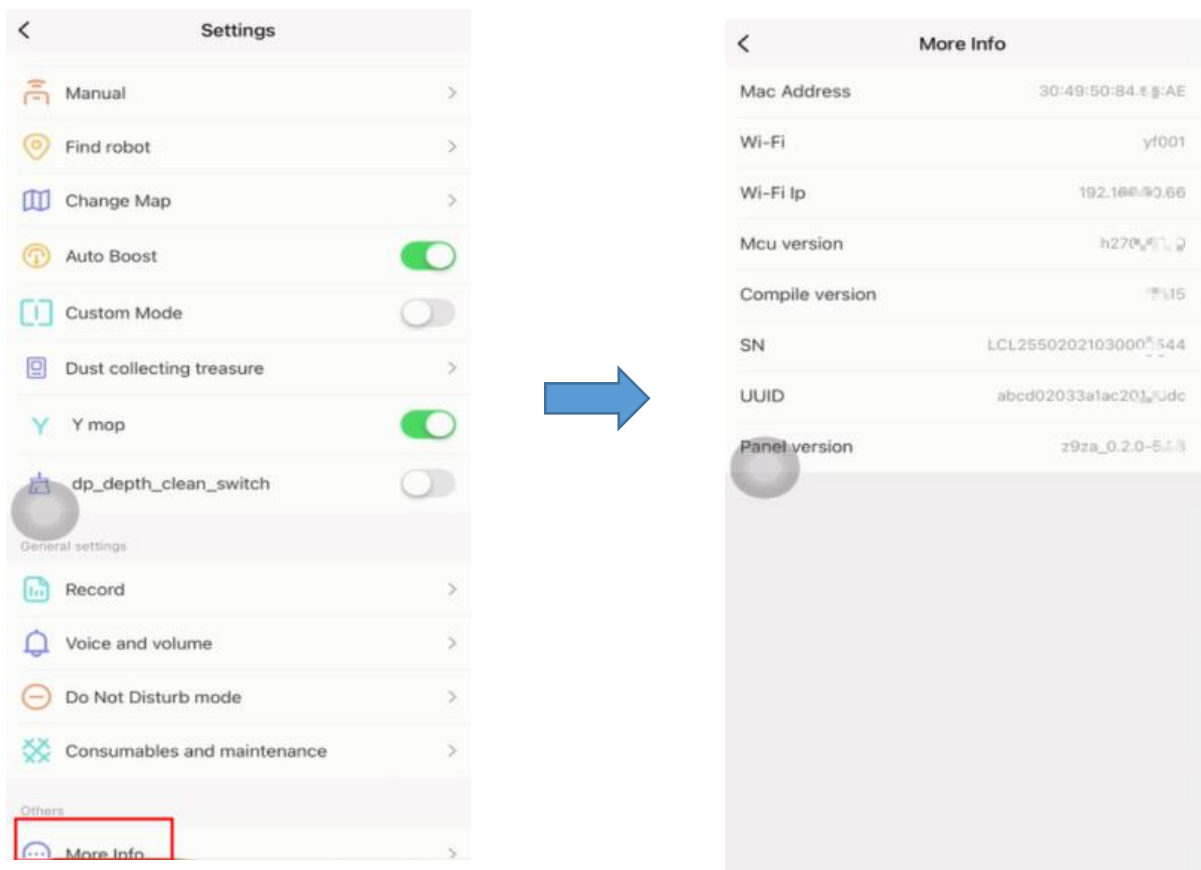 Settings
Manual
Find robot
Change Map
Auto Boost
Custom Mode
Dust collecting treasure
Y mop
dp_depth_clean_switch
General settings
Record
Voice and volume
Do Not Disturb mode
Consumables and maintenance
Others
More Info
More Info
Mac Address
Wi-Fi yf001
Wi-Fi Ip
Mcu version
Compile version
SN
UUID
Panel version